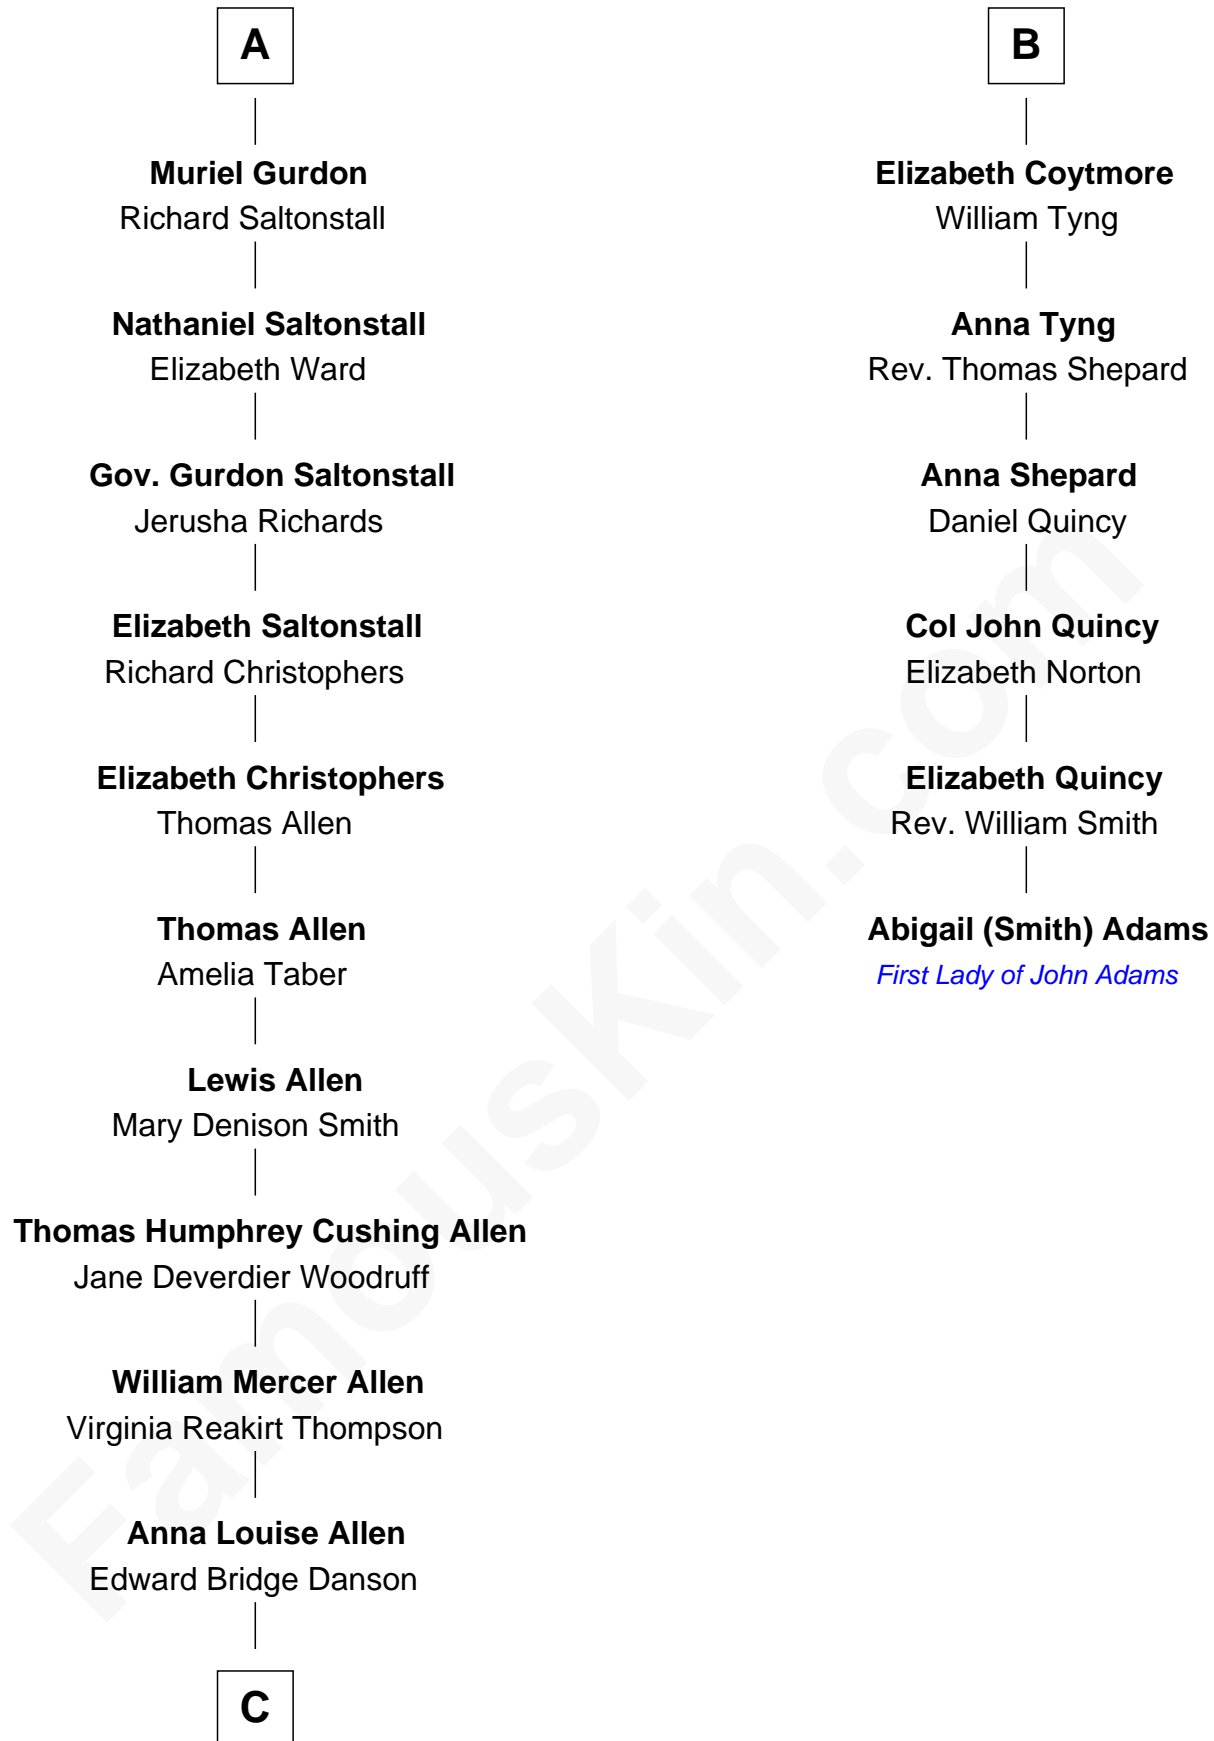 A
Muriel Gurdon
Richard Saltonstall
Nathaniel Saltonstall
Elizabeth Ward
Gov. Gurdon Saltonstall
Jerusha Richards
Elizabeth Saltonstall
Richard Christophers
Elizabeth Christophers
Thomas Allen
Thomas Allen
Amelia Taber
Lewis Allen
Mary Denison Smith
Thomas Humphrey Cushing Allen
Jane Deverdier Woodruff
William Mercer Allen
Virginia Reakirt Thompson
Anna Louise Allen
Edward Bridge Danson
C
B
Elizabeth Coytmore
William Tyng
Anna Tyng
Rev. Thomas Shepard
Anna Shepard
Daniel Quincy
Col John Quincy
Elizabeth Norton
Elizabeth Quincy
Rev. William Smith
Abigail (Smith) Adams
First Lady of John Adams
FamousKin.com